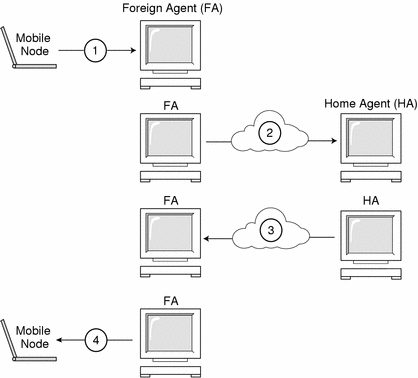 Foreign Agent (FA)
Mobile
Node
1
FA
Home Agent (HA)
2
FA
HA
3
FA
Mobile
Node
4